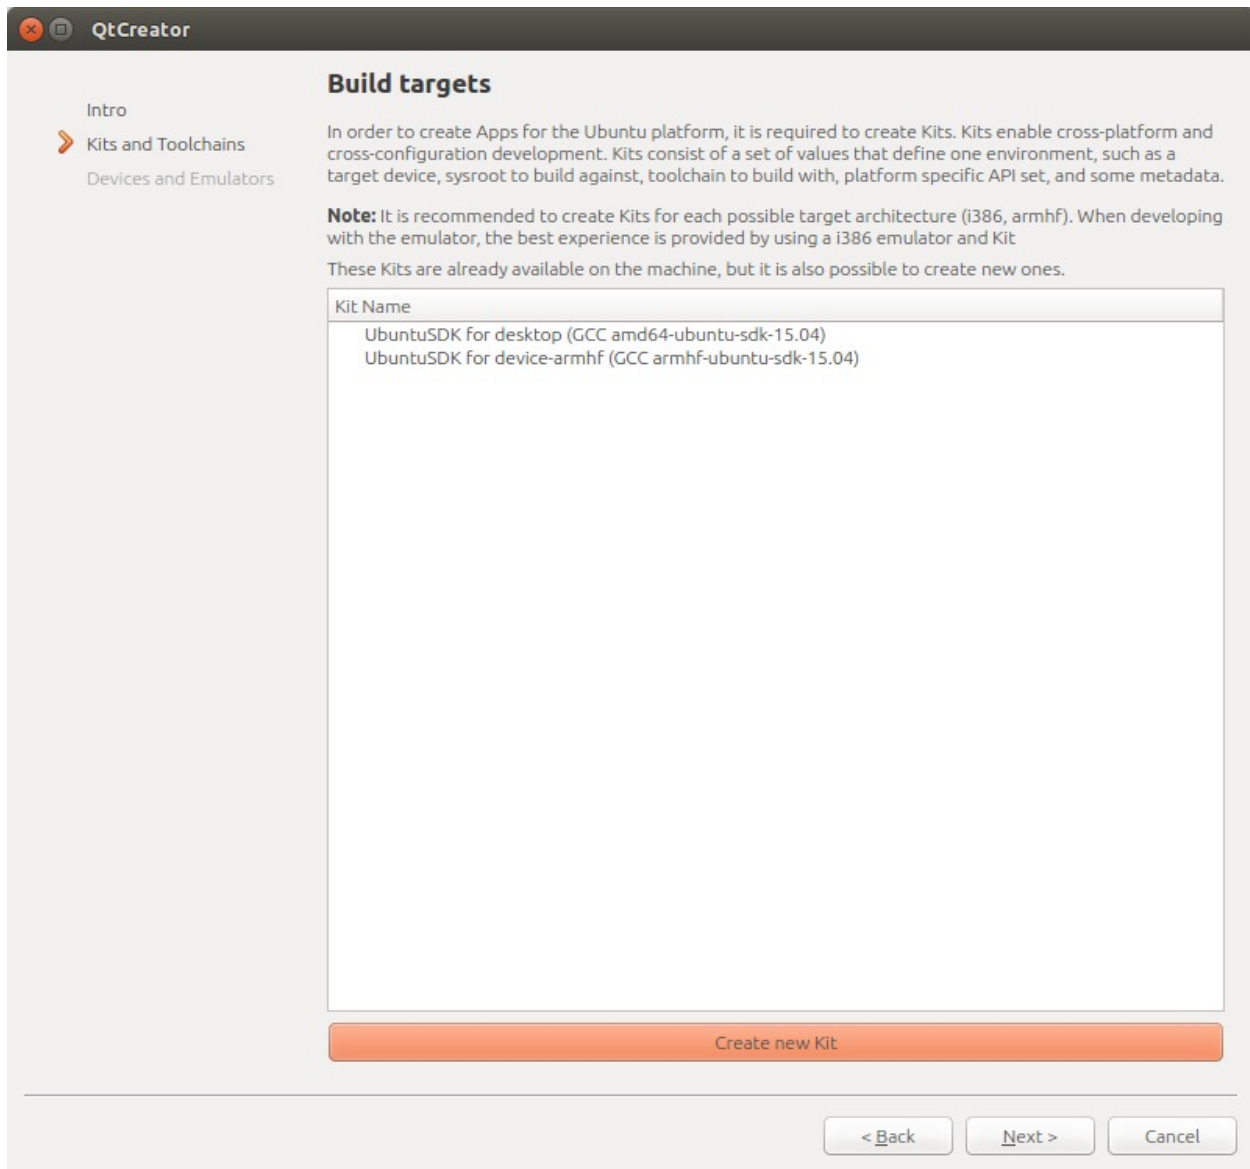 QtCreator
Intro
Kits and Toolchains
Devices and Emulators
Build targets
In order to create Apps for the Ubuntu platform, it is required to create Kits. Kits enable cross-platform and
cross-configuration development. Kits consist of a set of values that define one environment, such as a
target device, sysroot to build against, toolchain to build with, platform specific API set, and some metadata.
Note: It is recommended to create Kits for each possible target architecture (i386, armhf). When developing
with the emulator, the best experience is provided by using a i386 emulator and Kit
These Kits are already available on the machine, but it is also possible to create new ones.
Kit Name
UbuntuSDK for desktop (GCC amd64-ubuntu-sdk-15.04)
UbuntuSDK for device-armhf (GCC armhf-ubuntu-sdk-15.04)
Create new Kit
< Back
Next >
Cancel